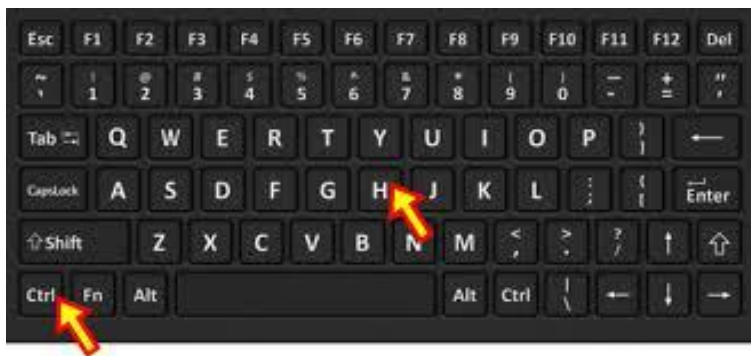 Esc F1 F2 F3 F4 F5 F6 F7 F8 F9 F10 F11 F12 Del
~ ! @ # $ % ^ & * ( ) — + "
` 1 2 3 4 5 6 7 8 9 0 - = '
Tab Q W E R T Y U I O P } ] ←
CapsLock A S D F G H J K L : ; { [ Enter
⇧ Shift Z X C V B N M < , > . ? / ↑ ⇧
Ctrl Fn Alt Alt Ctrl | \ ← ↓ →